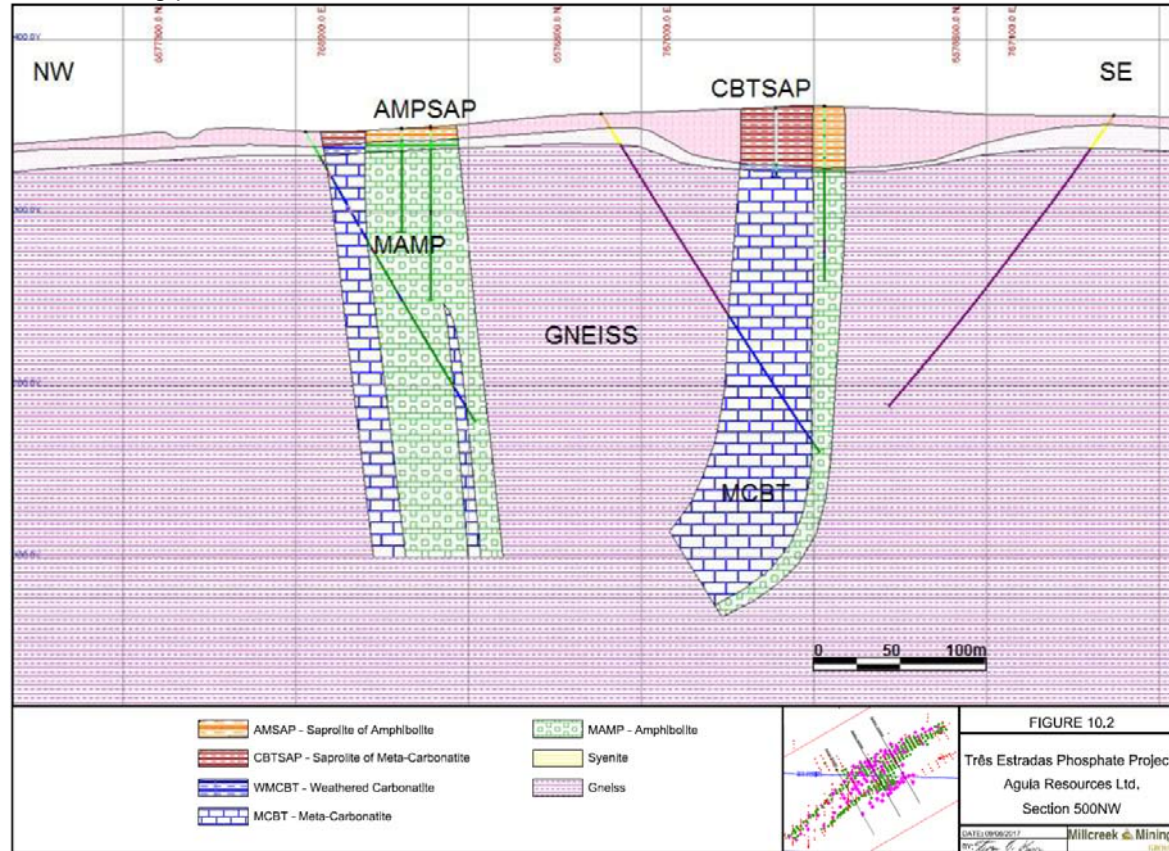 NW
SE
AMPSAP
CBTSAP
MAMP
GNEISS
MCBT
0 50 100m
AMSAP - Saprolite of Amphibolite
CBTSAP - Saprolite of Meta-Carbonatite
WMCBT - Weathered Carbonatite
MCBT - Meta-Carbonatite
MAMP - Amphibolite
Syenite
Gneiss
FIGURE 10.2
Três Estradas Phosphate Project
Aguia Resources Ltd,
Section 500NW
Millcreek Mining